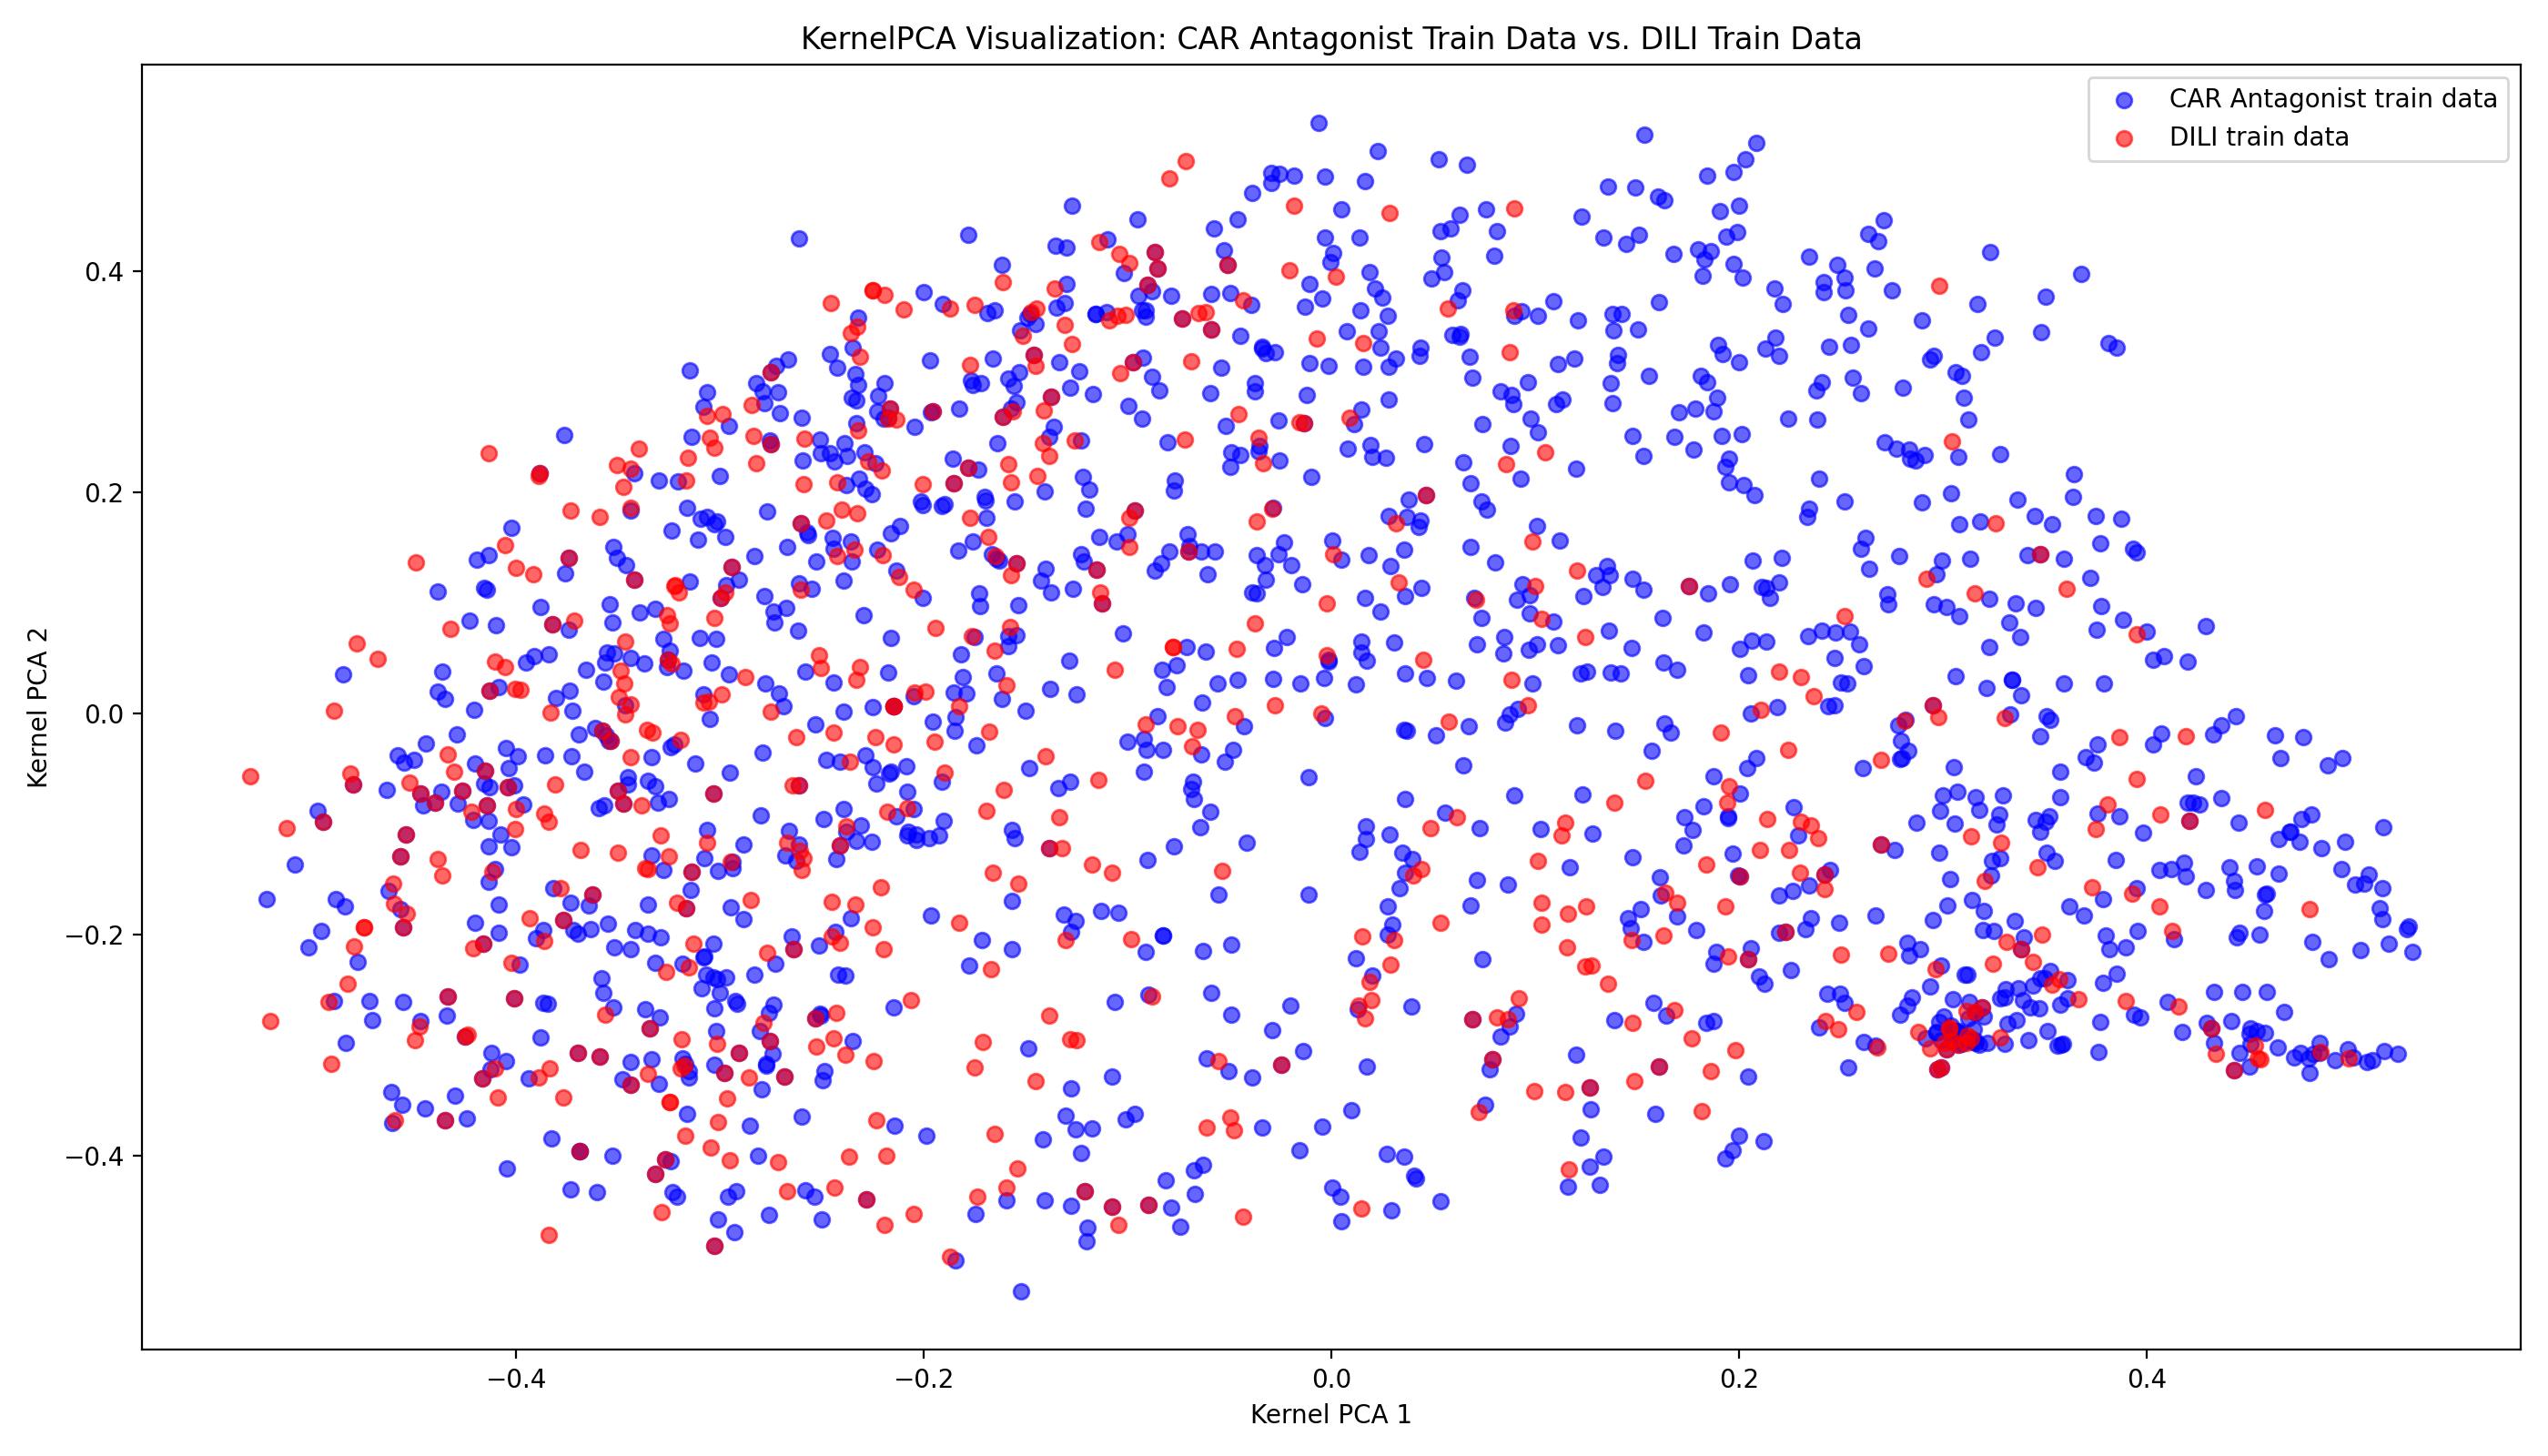 KernelPCA Visualization: CAR Antagonist Train Data vs. DILI Train Data
CAR Antagonist train data
DILI train data
Kernel PCA 2
0.4
0.2
0.0
−0.2
−0.4
−0.4
−0.2
0.0
0.2
0.4
Kernel PCA 1